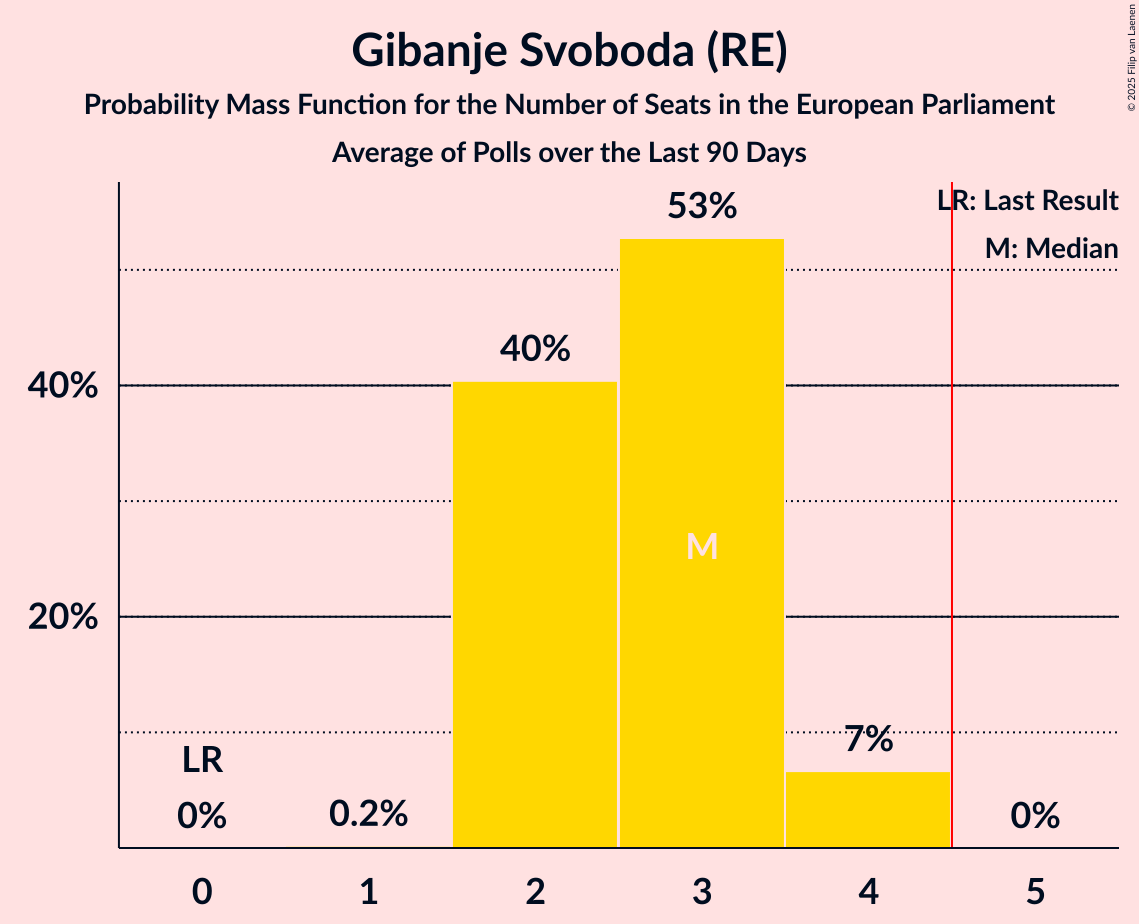 Gibanje Svoboda (RE)
Probability Mass Function for the Number of Seats in the European Parliament
Average of Polls over the Last 90 Days
© 2025 Filip van Laenen
LR: Last Result
M: Median
53%
40%
40%
M
20%
7%
LR
0%
0.2%
0%
0 1 2 3 4 5